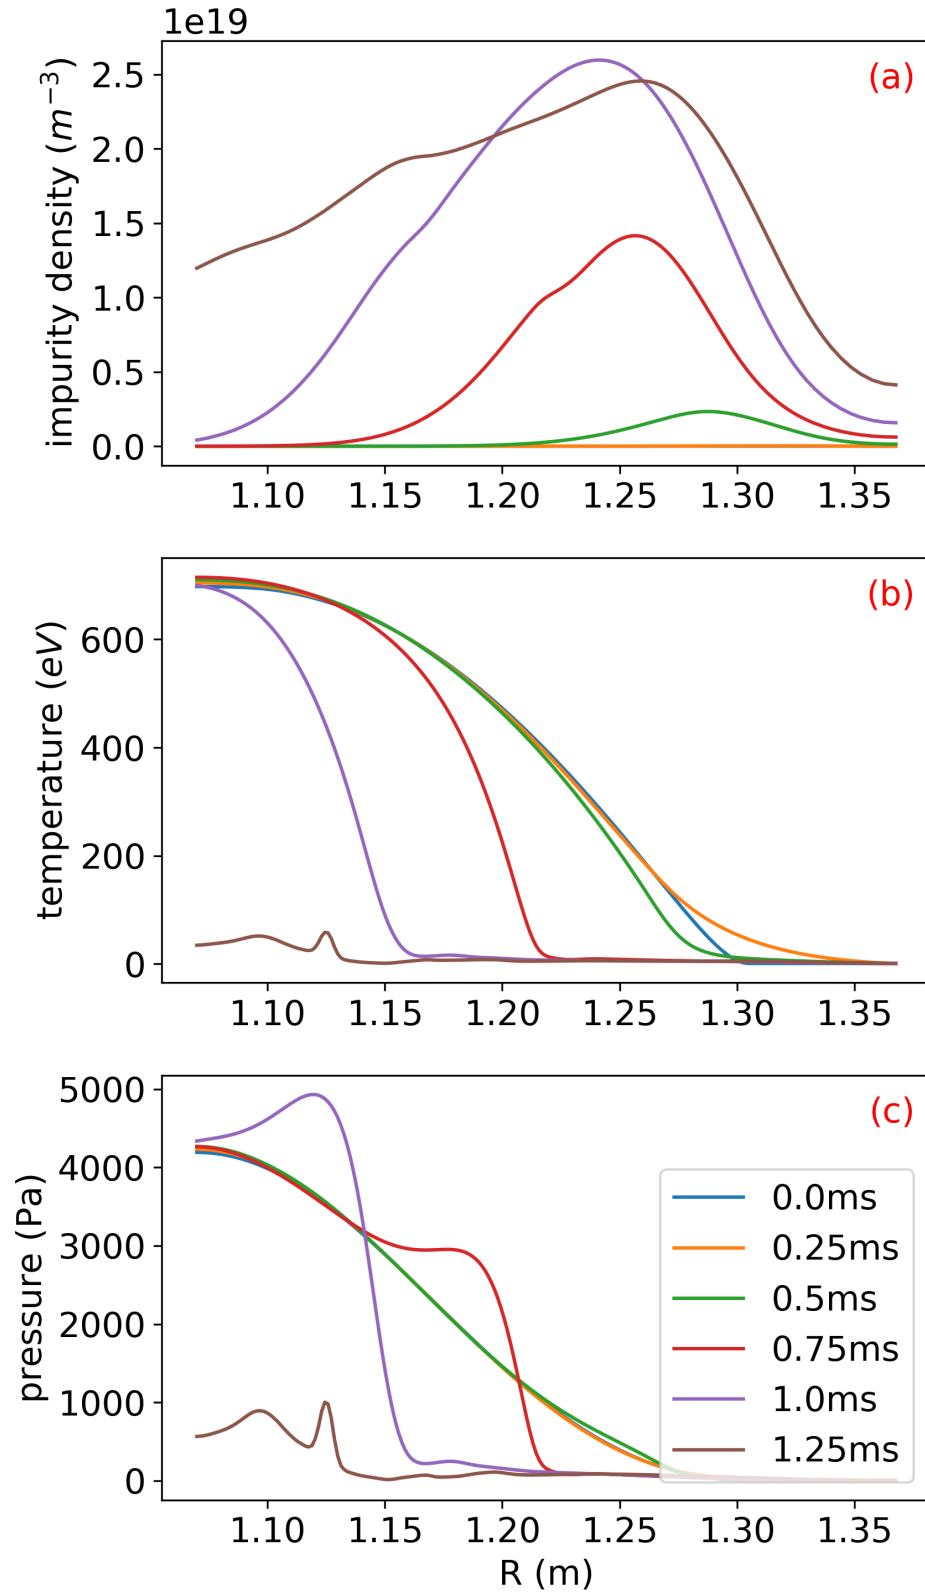 1e19
(a)
impurity density (m⁻³)
2.5
2.0
1.5
1.0
0.5
0.0
1.10 1.15 1.20 1.25 1.30 1.35
(b)
temperature (eV)
600
400
200
0
1.10 1.15 1.20 1.25 1.30 1.35
(c)
pressure (Pa)
5000
4000
3000
2000
1000
0
0.0ms
0.25ms
0.5ms
0.75ms
1.0ms
1.25ms
1.10 1.15 1.20 1.25 1.30 1.35
R (m)